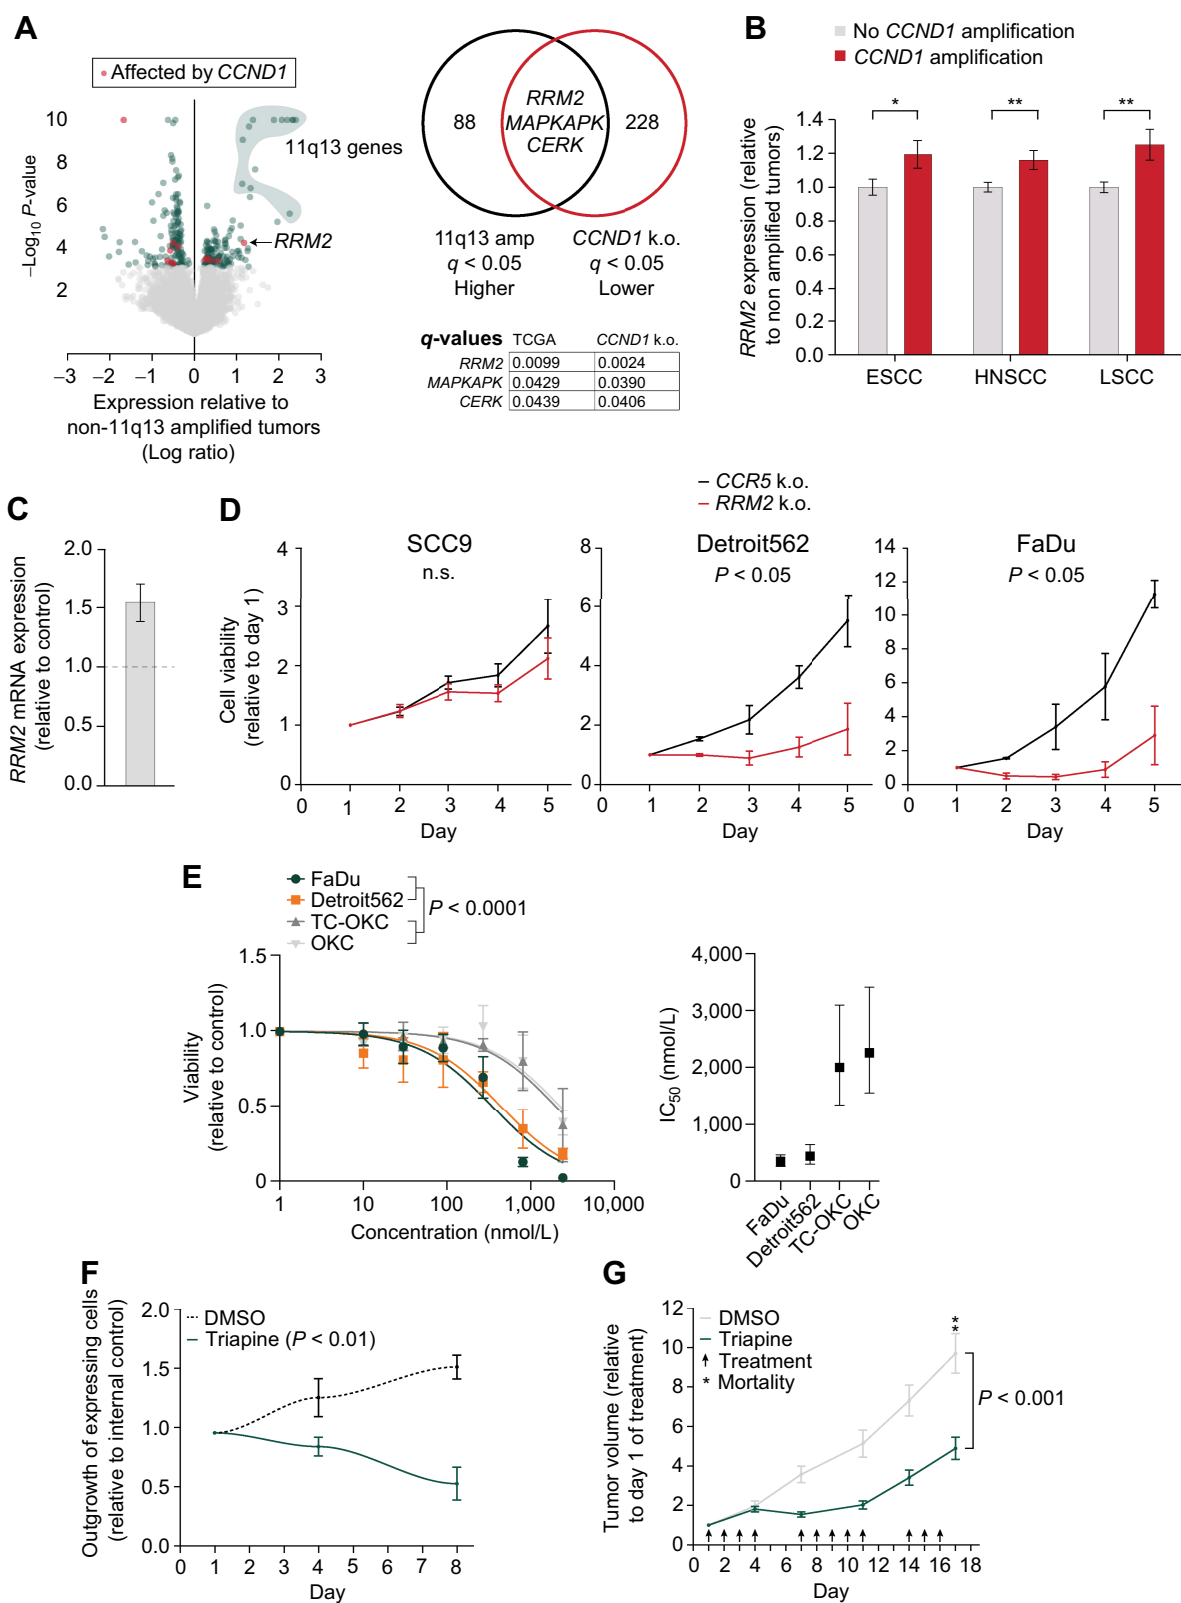 A
Affected by CCND1
−Log10 P-value
10
8
6
4
2
11q13 genes
RRM2
−3 −2 −1 0 1 2 3
Expression relative to
non-11q13 amplified tumors
(Log ratio)
88
RRM2
MAPKAPK
CERK
228
11q13 amp
q < 0.05
Higher
CCND1 k.o.
q < 0.05
Lower
q-values TCGA CCND1 k.o.
RRM2 0.0099 0.0024
MAPKAPK 0.0429 0.0390
CERK 0.0439 0.0406
B
No CCND1 amplification
CCND1 amplification
RRM2 expression (relative
to non amplified tumors)
1.4
1.2
1.0
0.8
0.6
0.4
0.2
0.0
* ** **
ESCC HNSCC LSCC
C
RRM2 mRNA expression
(relative to control)
2.0
1.5
1.0
0.5
0.0
D
CCR5 k.o.
RRM2 k.o.
Cell viability
(relative to day 1)
SCC9
n.s.
4
3
2
1
0
0 1 2 3 4 5
Day
Detroit562
P < 0.05
8
6
4
2
0
0 1 2 3 4 5
Day
FaDu
P < 0.05
14
12
10
8
6
4
2
0
0 1 2 3 4 5
Day
E
FaDu
Detroit562
TC-OKC
OKC
P < 0.0001
Viability
(relative to control)
1.5
1.0
0.5
0
1 10 100 1,000 10,000
Concentration (nmol/L)
IC50 (nmol/L)
4,000
3,000
2,000
1,000
0
FaDu
Detroit562
TC-OKC
OKC
F
Outgrowth of expressing cells
(relative to internal control)
DMSO
Triapine (P < 0.01)
2.0
1.5
1.0
0.5
0.0
0 1 2 3 4 5 6 7 8
Day
G
Tumor volume (relative
to day 1 of treatment)
DMSO
Triapine
Treatment
* Mortality
12
10
8
6
4
2
0
*
*
P < 0.001
0 2 4 6 8 10 12 14 16 18
Day